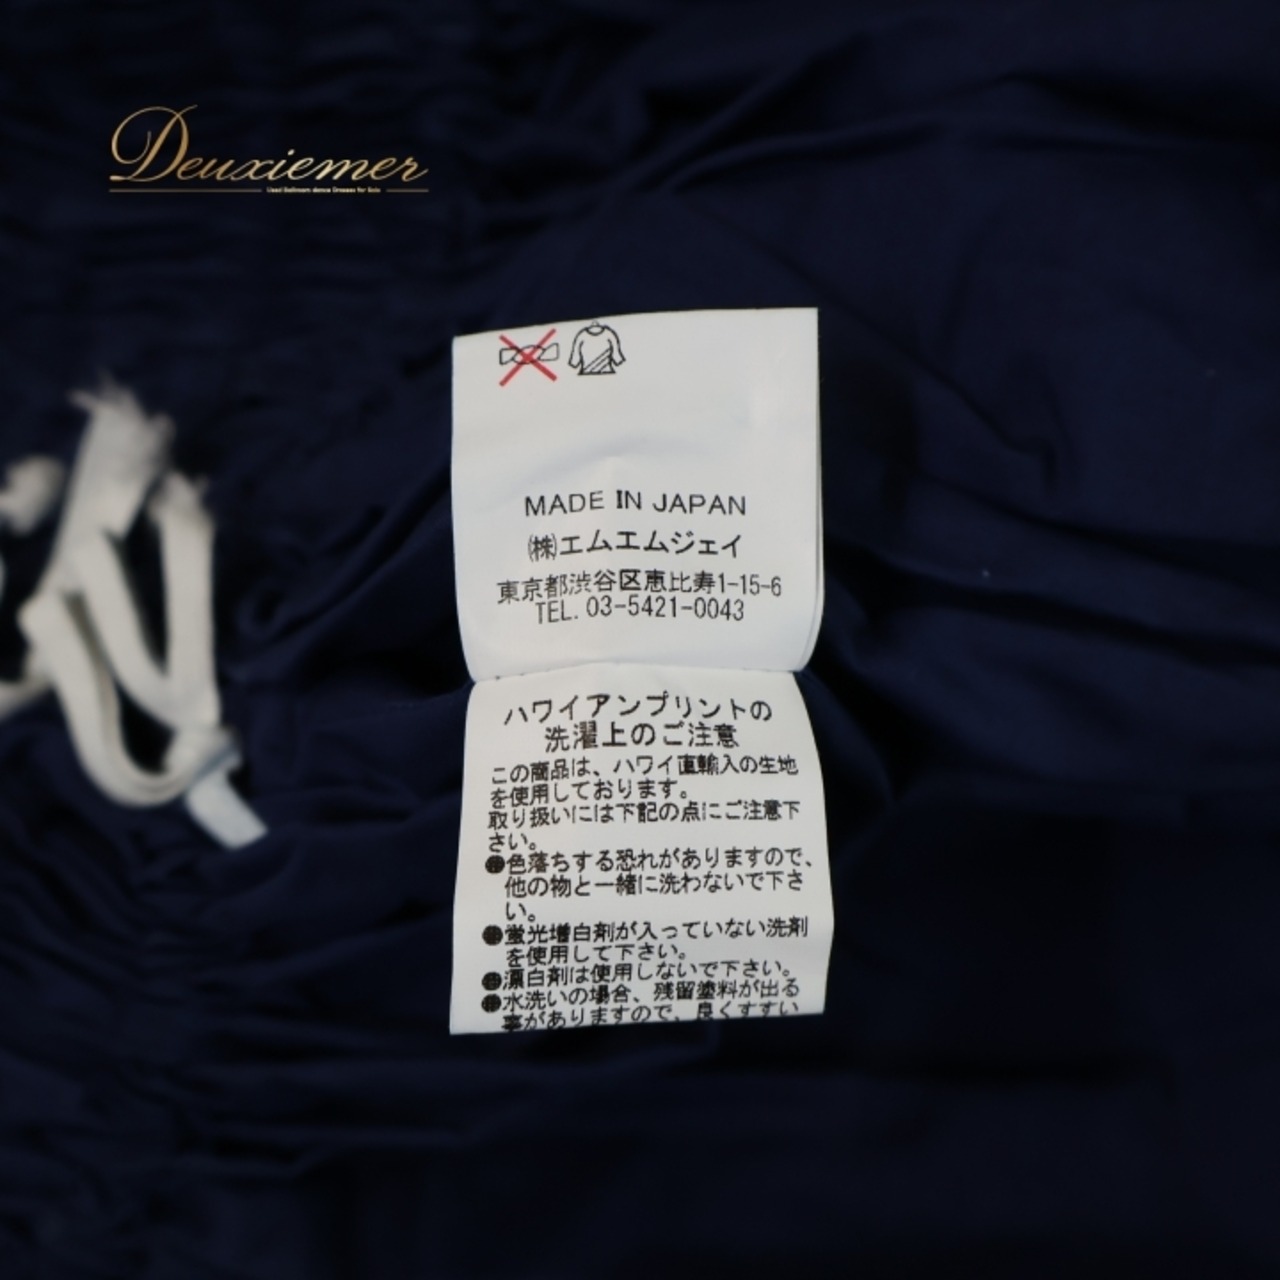 Deuxiemer
Used Ballroom dance Dresses for Sale
MADE IN JAPAN
㈱エムエムジェイ
東京都渋谷区恵比寿1-15-6
TEL. 03-5421-0043
ハワイアンプリントの
洗濯上のご注意
この商品は、ハワイ直輸入の生地
を使用しております。
取り扱いには下記の点にご注意下
さい。
●色落ちする恐れがありますので、
他の物と一緒に洗わないで下さ
い。
●蛍光増白剤が入っていない洗剤
を使用して下さい。
●漂白剤は使用しないで下さい。
●水洗いの場合、残留塗料が出る
事がありますので、良くすすい